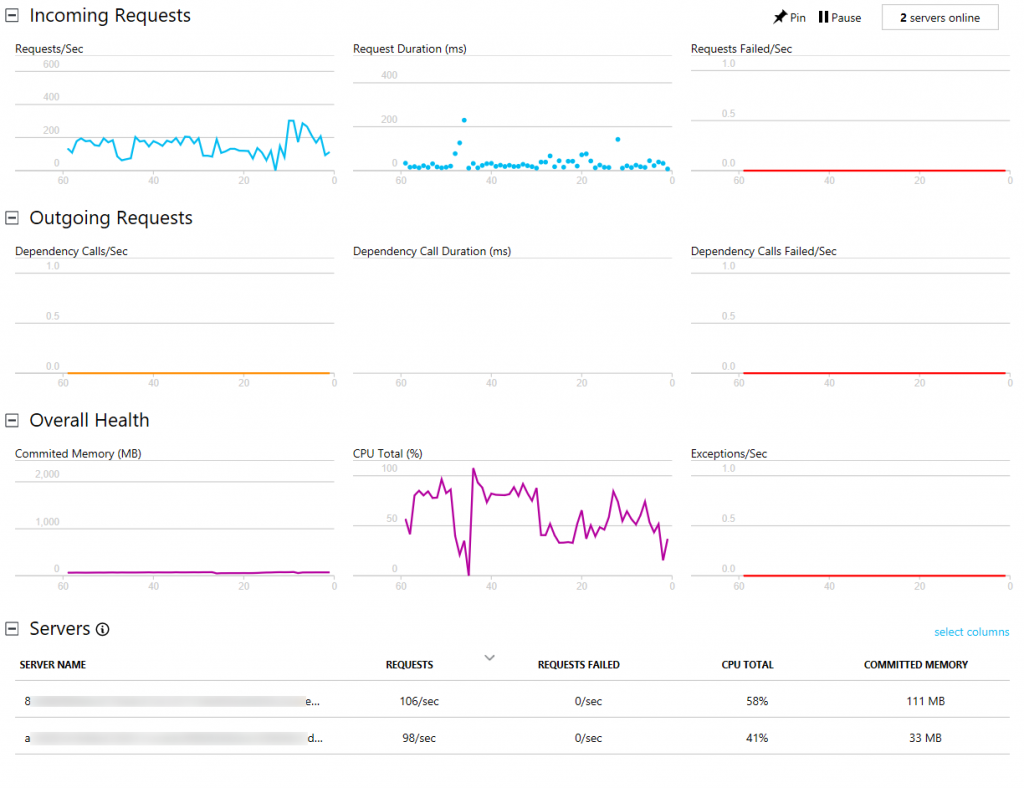 Incoming Requests
Pin Pause 2 servers online
Requests/Sec Request Duration (ms) Requests Failed/Sec
600 400 200 0
60 40 20 0
400 200 0
60 40 20 0
1.0 0.5 0.0
60 40 20 0
Outgoing Requests
Dependency Calls/Sec Dependency Call Duration (ms) Dependency Calls Failed/Sec
1.0 0.5 0.0
60 40 20 0
60 40 20 0
1.0 0.5 0.0
60 40 20 0
Overall Health
Commited Memory (MB) CPU Total (%) Exceptions/Sec
2,000 1,000 0
60 40 20 0
100 50 0
60 40 20 0
1.0 0.5 0.0
60 40 20 0
Servers
select columns
SERVER NAME REQUESTS REQUESTS FAILED CPU TOTAL COMMITTED MEMORY
8 e... 106/sec 0/sec 58% 111 MB
a d... 98/sec 0/sec 41% 33 MB